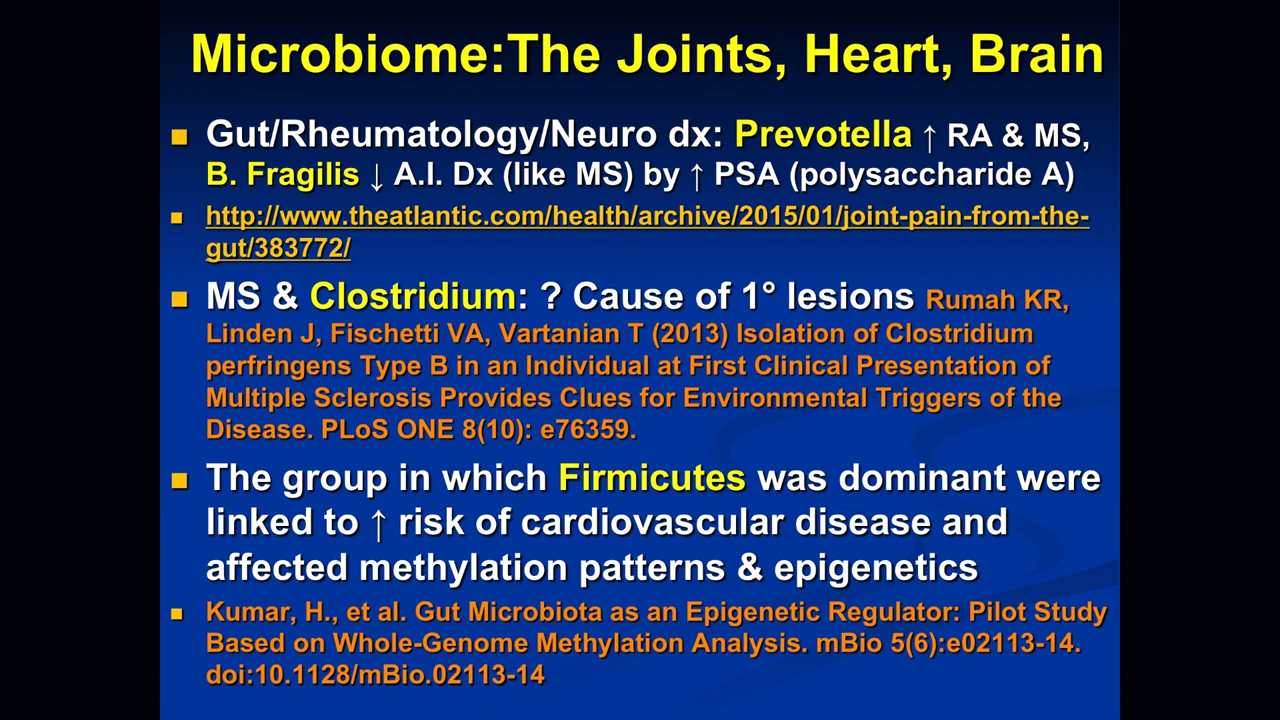 Microbiome:The Joints, Heart, Brain
Gut/Rheumatology/Neuro dx: Prevotella ↑ RA & MS,
B. Fragilis ↓ A.I. Dx (like MS) by ↑ PSA (polysaccharide A)
http://www.theatlantic.com/health/archive/2015/01/joint-pain-from-the-
gut/383772/
MS & Clostridium: ? Cause of 1° lesions Rumah KR,
Linden J, Fischetti VA, Vartanian T (2013) Isolation of Clostridium
perfringens Type B in an Individual at First Clinical Presentation of
Multiple Sclerosis Provides Clues for Environmental Triggers of the
Disease. PLoS ONE 8(10): e76359.
The group in which Firmicutes was dominant were
linked to ↑ risk of cardiovascular disease and
affected methylation patterns & epigenetics
Kumar, H., et al. Gut Microbiota as an Epigenetic Regulator: Pilot Study
Based on Whole-Genome Methylation Analysis. mBio 5(6):e02113-14.
doi:10.1128/mBio.02113-14